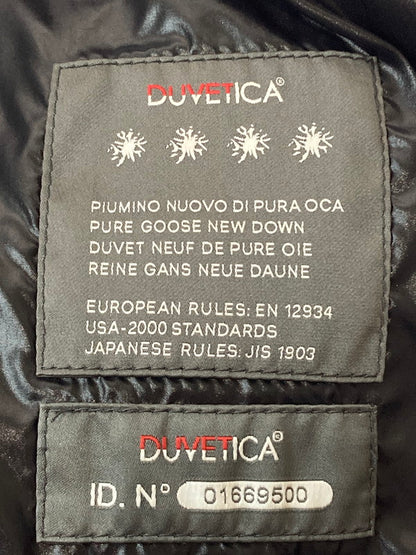 DUVETICA®
PIUMINO NUOVO DI PURA OCA
PURE GOOSE NEW DOWN
DUVET NEUF DE PURE OIE
REINE GANS NEUE DAUNE
EUROPEAN RULES: EN 12934
USA-2000 STANDARDS
JAPANESE RULES: JIS 1903
DUVETICA®
ID. N° 01669500